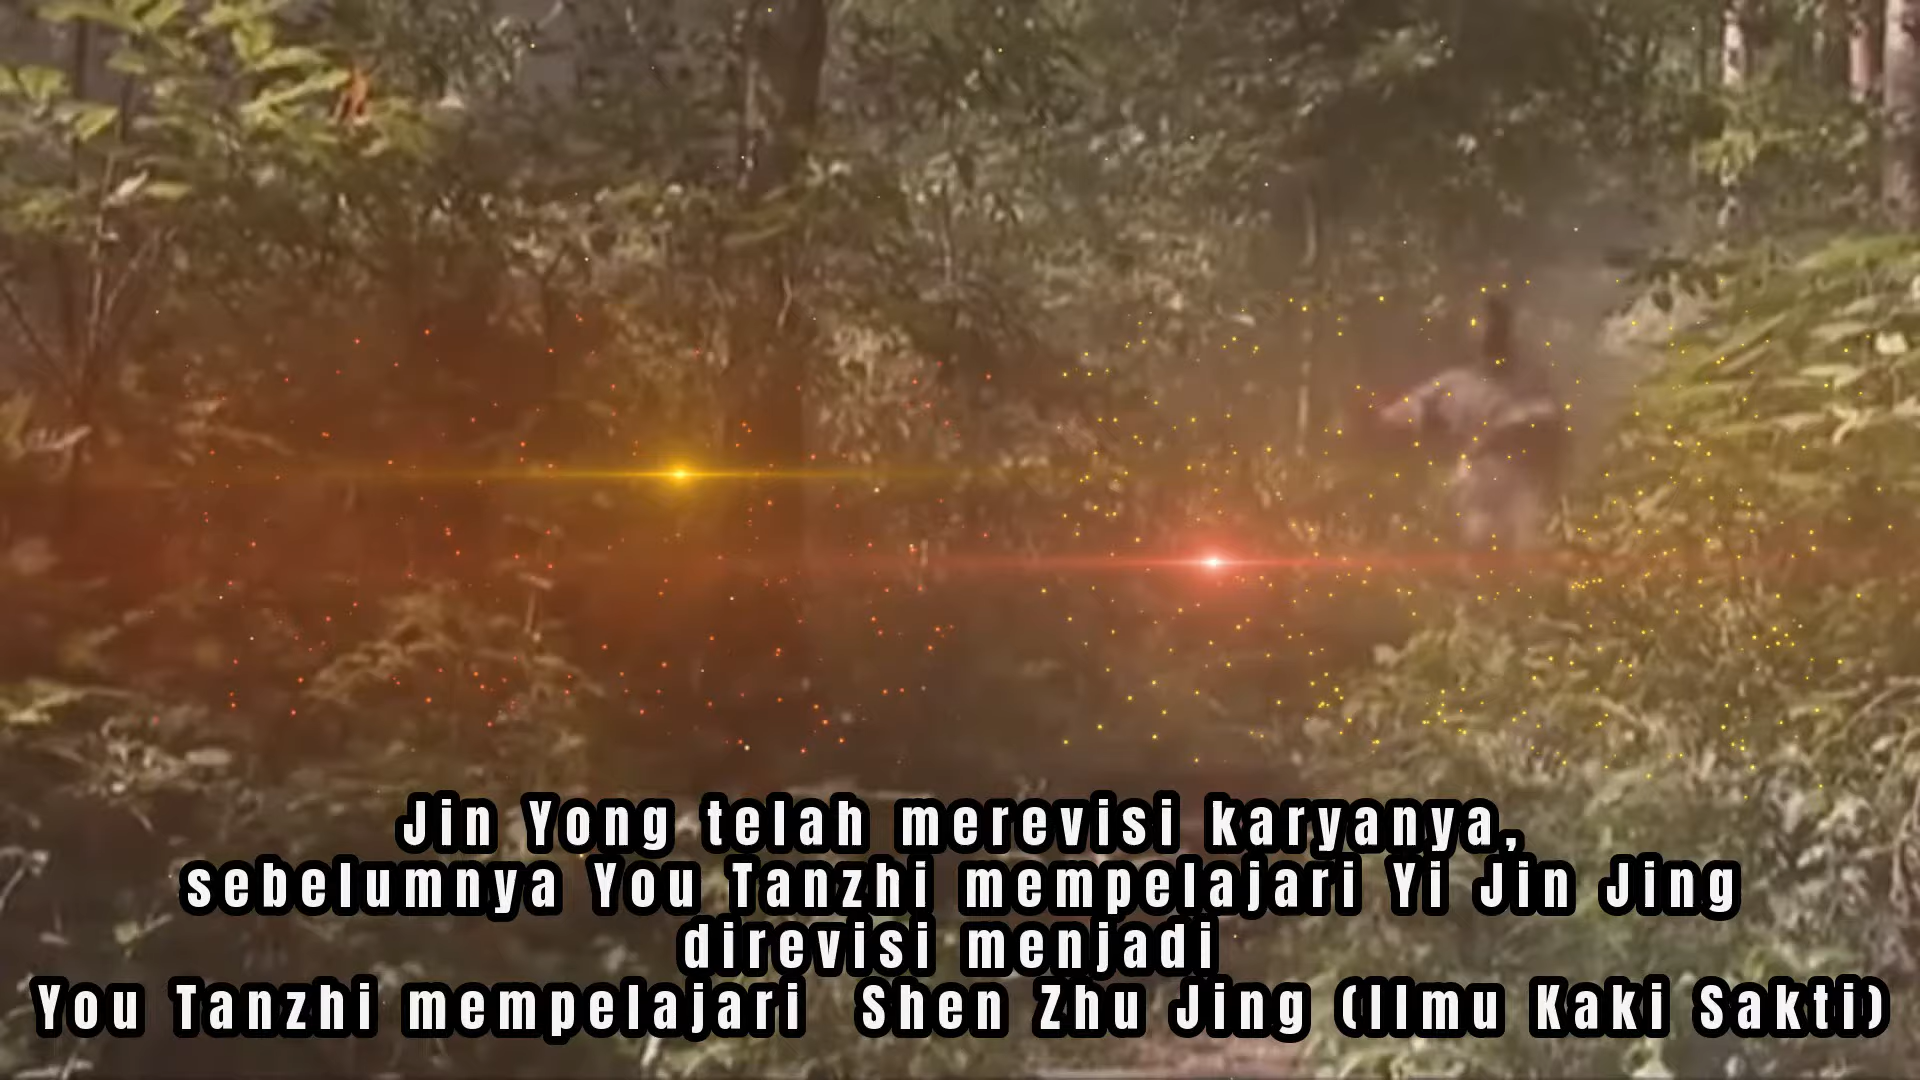 Jin Yong telah merevisi karyanya,
sebelumnya You Tanzhi mempelajari Yi Jin Jing
direvisi menjadi
You Tanzhi mempelajari Shen Zhu Jing (Ilmu Kaki Sakti)